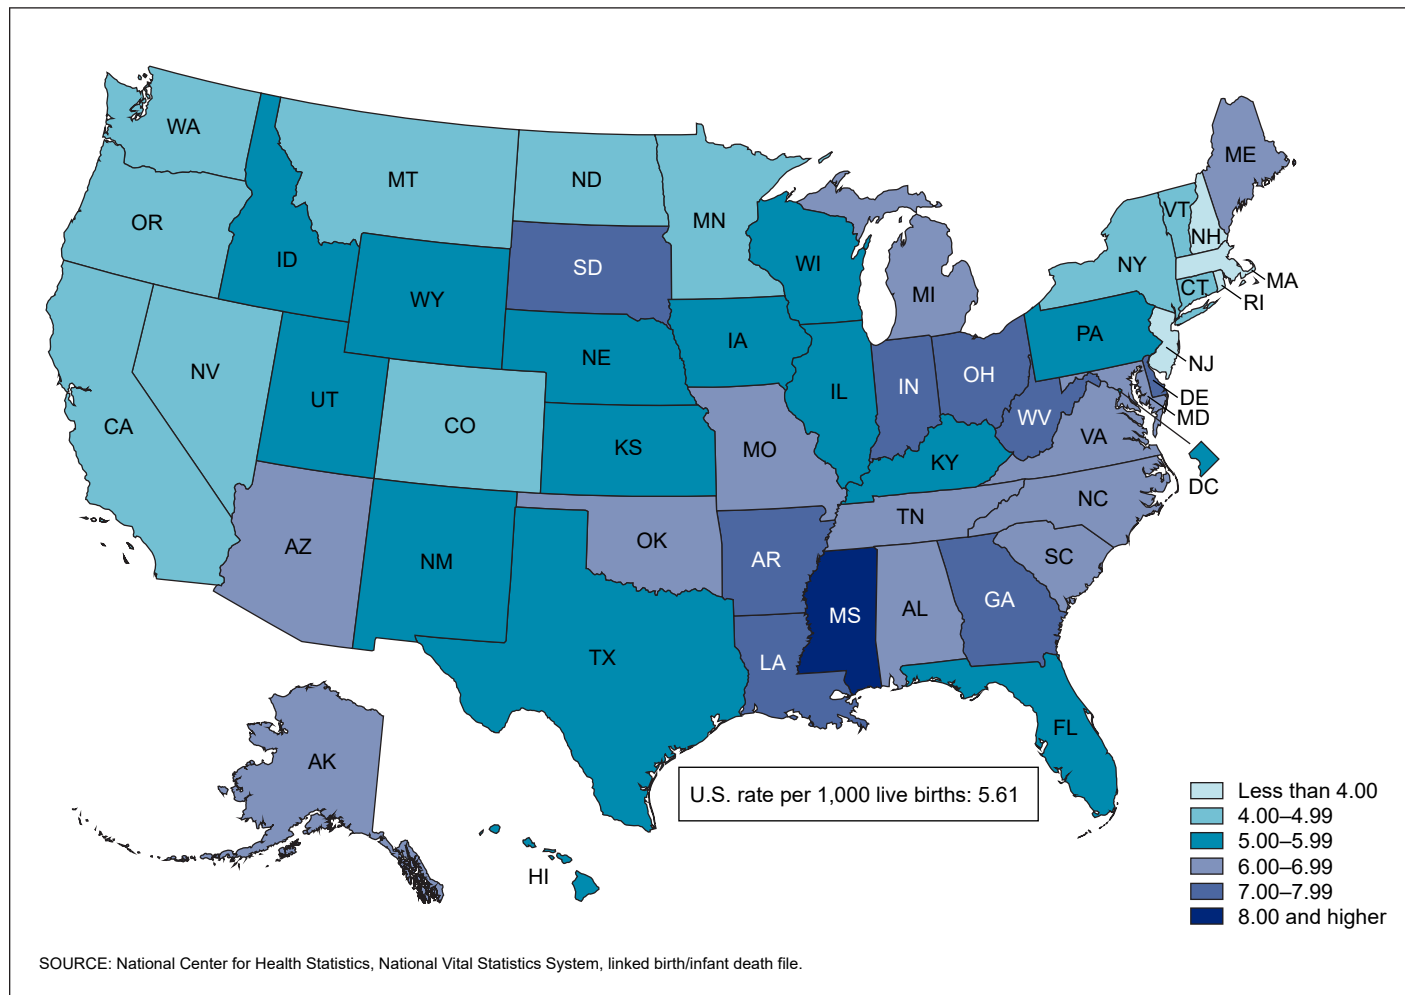 WA
MT
ND
MN
ME
VT
NH
OR
ID
SD
WI
NY
MA
WY
MI
CT
RI
IA
PA
NE
NJ
NV
UT
IL
IN
OH
DE
CA
CO
MD
WV
VA
KS
MO
KY
DC
NC
TN
AZ
OK
NM
AR
SC
MS
AL
GA
TX
LA
FL
AK
HI
U.S. rate per 1,000 live births: 5.61
Less than 4.00
4.00–4.99
5.00–5.99
6.00–6.99
7.00–7.99
8.00 and higher
SOURCE: National Center for Health Statistics, National Vital Statistics System, linked birth/infant death file.